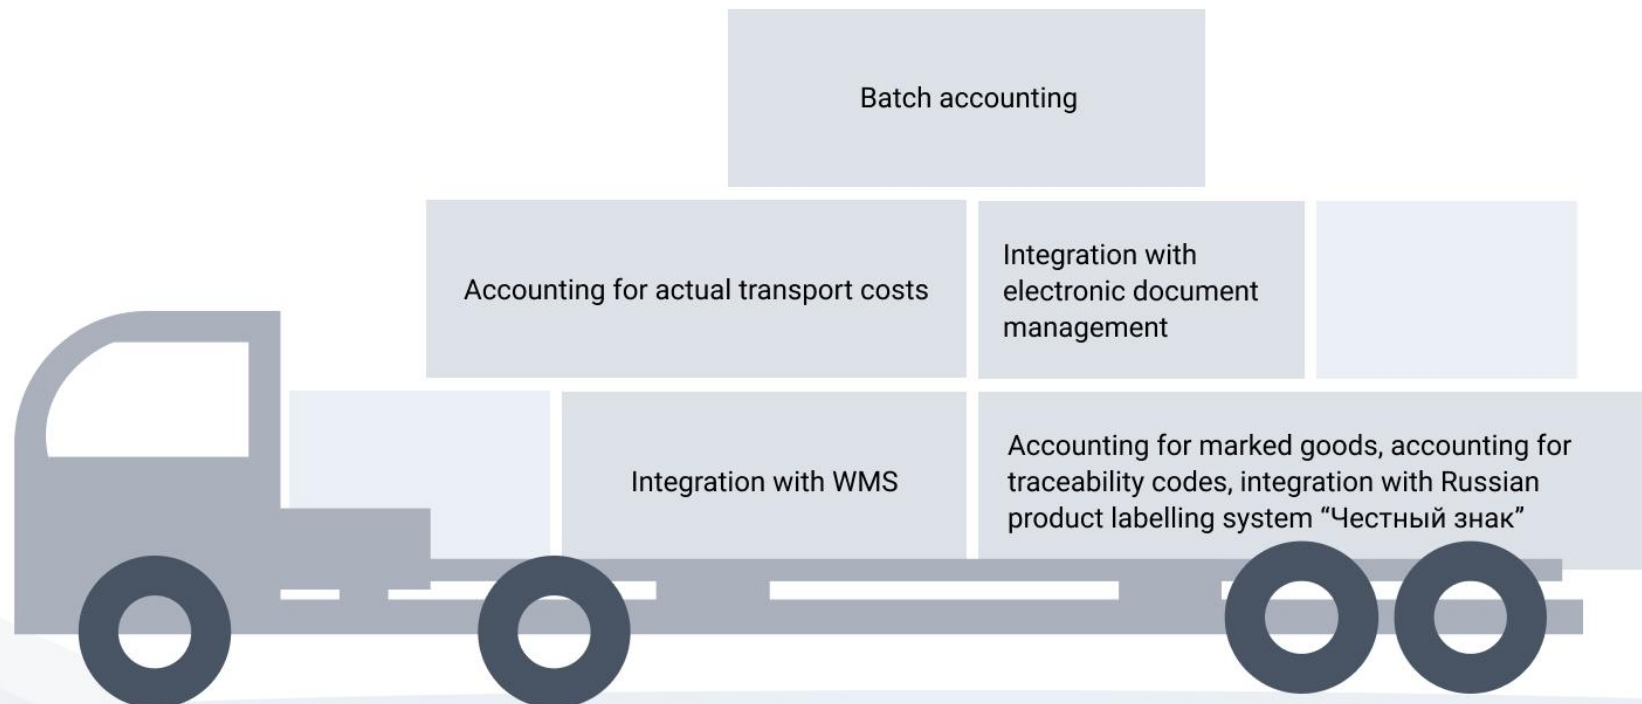 Batch accounting
Accounting for actual transport costs
Integration with
electronic document
management
Integration with WMS
Accounting for marked goods, accounting for
traceability codes, integration with Russian
product labelling system “Честный знак”